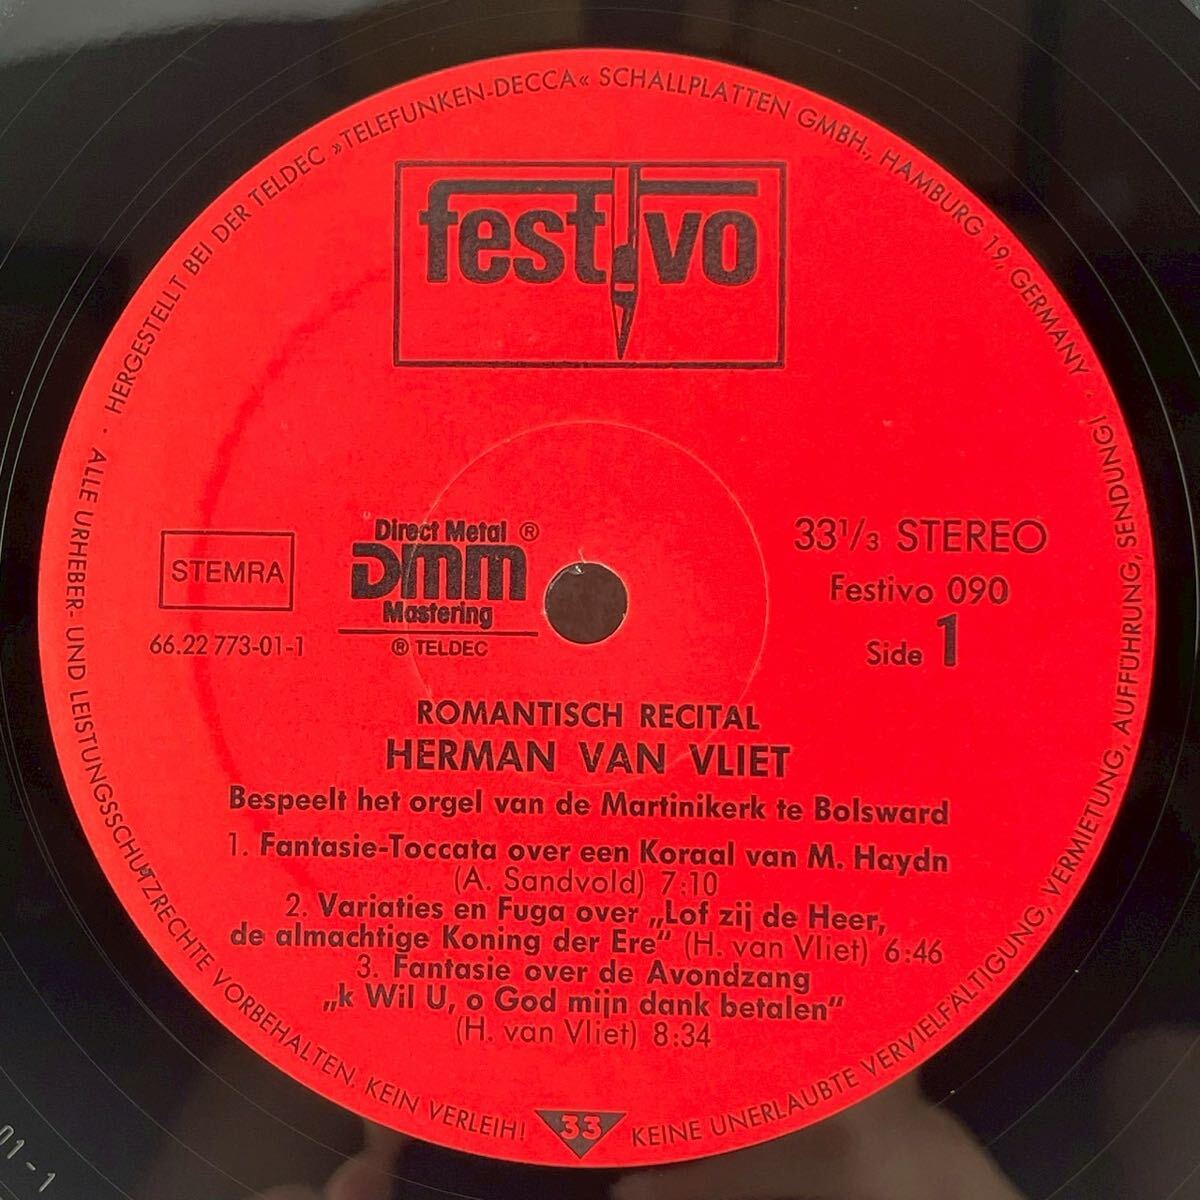 HERGESTELLT BEI DER TELDEC »TELEFUNKEN-DECCA« SCHALLPLATTEN GMBH., HAMBURG 19, GERMANY ·
festivo
STEMRA
66.22 773-01-1
Direct Metal ®
DMM
Mastering
® TELDEC
33 1/3 STEREO
Festivo 090
Side 1
ROMANTISCH RECITAL
HERMAN VAN VLIET
Bespeelt het orgel van de Martinikerk te Bolsward
1. Fantasie-Toccata over een Koraal van M. Haydn
(A. Sandvold) 7:10
2. Variaties en Fuga over „Lof zij de Heer,
de almachtige Koning der Ere" (H. van Vliet) 6:46
3. Fantasie over de Avondzang
„k Wil U, o God mijn dank betalen"
(H. van Vliet) 8:34
· ALLE URHEBER- UND LEISTUNGSSCHUTZRECHTE VORBEHALTEN. KEIN VERLEIH!
33
KEINE UNERLAUBTE VERVIELFÄLTIGUNG, VERMIETUNG, AUFFÜHRUNG, SENDUNG!
01-1